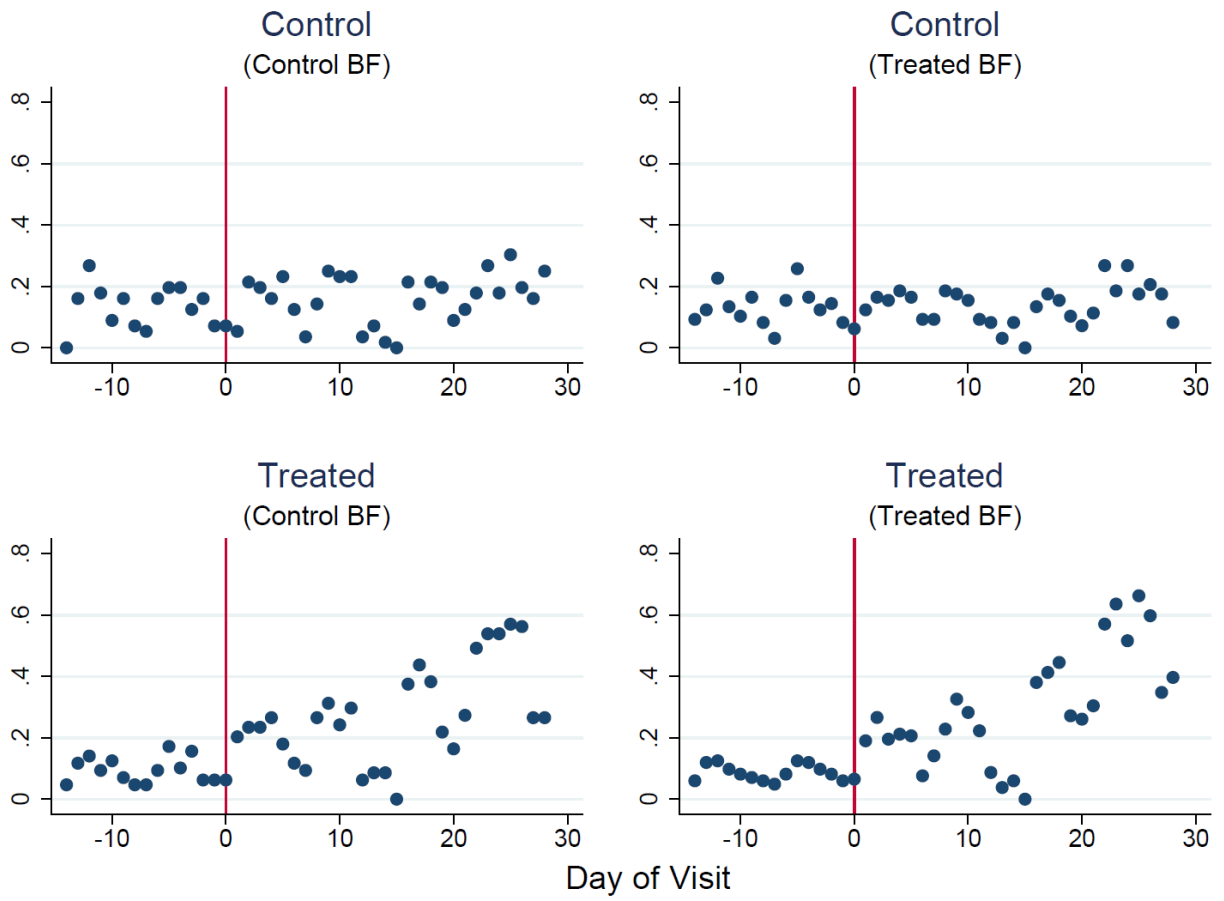 Control
(Control BF)
.8
.6
.4
.2
0
-10 0 10 20 30
Control
(Treated BF)
.8
.6
.4
.2
0
-10 0 10 20 30
Treated
(Control BF)
.8
.6
.4
.2
0
-10 0 10 20 30
Treated
(Treated BF)
.8
.6
.4
.2
0
-10 0 10 20 30
Day of Visit